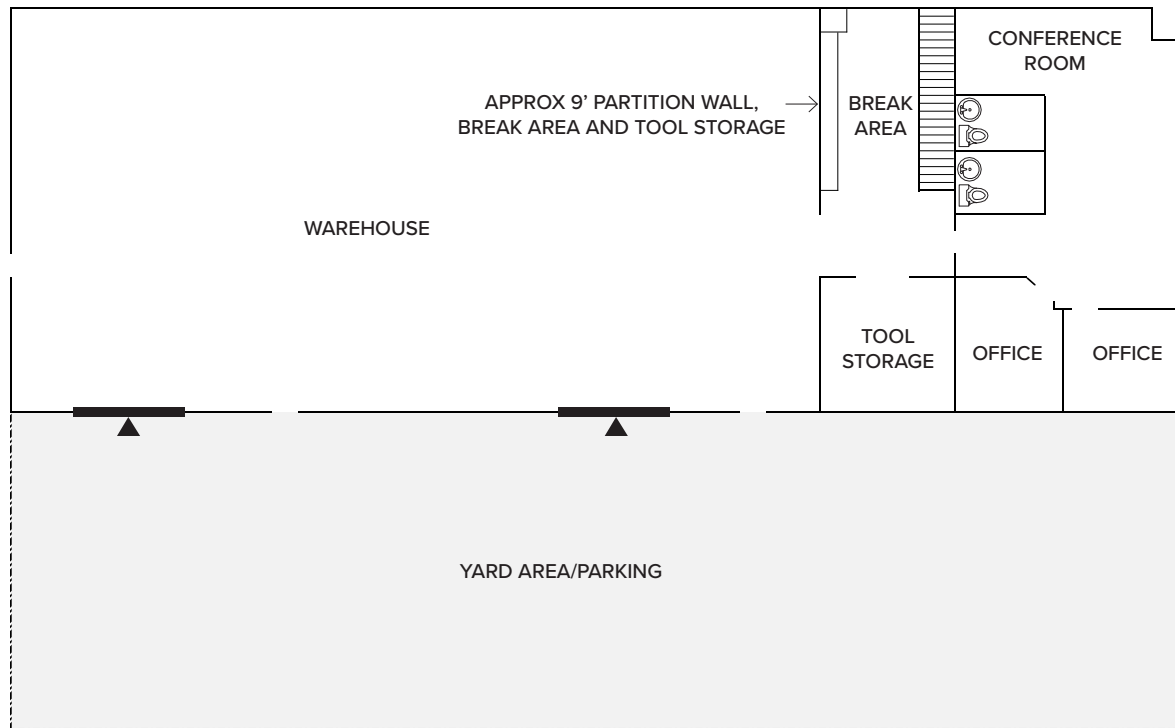 CONFERENCE
ROOM
APPROX 9’ PARTITION WALL,
BREAK AREA AND TOOL STORAGE
BREAK
AREA
WAREHOUSE
TOOL
STORAGE
OFFICE
OFFICE
YARD AREA/PARKING